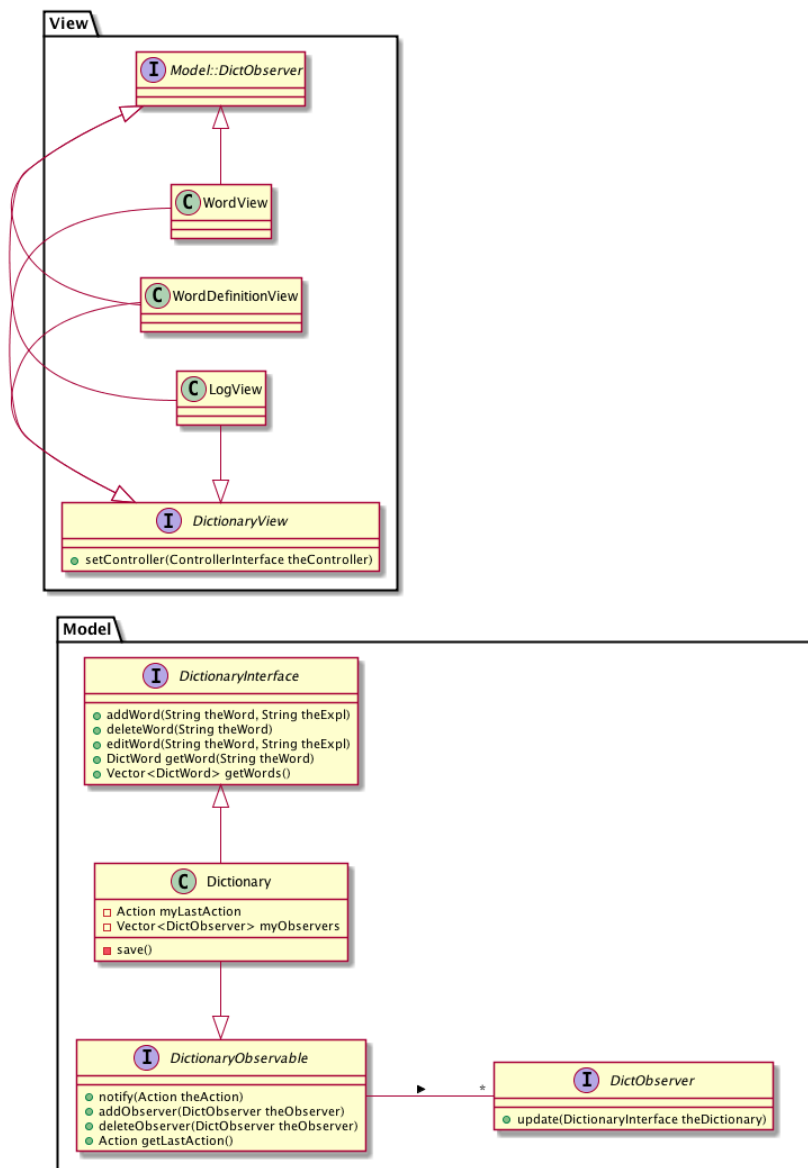 View
I Model::DictObserver
C WordView
C WordDefinitionView
C LogView
I DictionaryView
setController(ControllerInterface theController)
Model
I DictionaryInterface
addWord(String theWord, String theExpl)
deleteWord(String theWord)
editWord(String theWord, String theExpl)
DictWord getWord(String theWord)
Vector<DictWord> getWords()
C Dictionary
Action myLastAction
Vector<DictObserver> myObservers
save()
I DictionaryObservable
notify(Action theAction)
addObserver(DictObserver theObserver)
deleteObserver(DictObserver theObserver)
Action getLastAction()
*
I DictObserver
update(DictionaryInterface theDictionary)